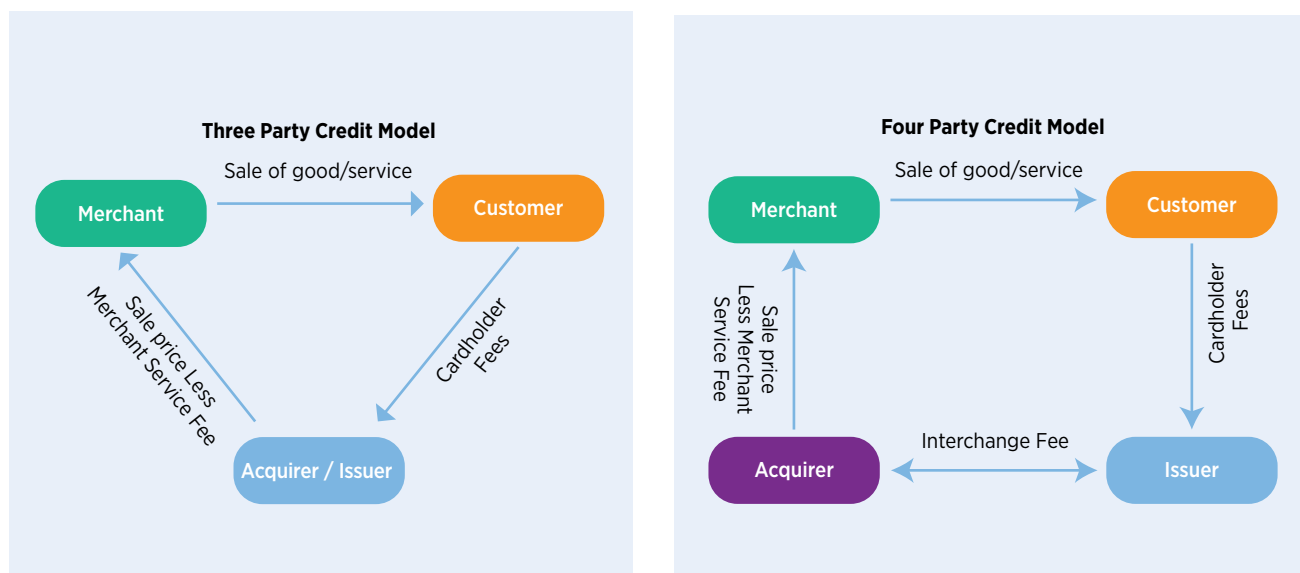 Three Party Credit Model
Sale of good/service
Merchant
Customer
Sale price Less
Merchant Service Fee
Cardholder
Fees
Acquirer / Issuer
Four Party Credit Model
Sale of good/service
Merchant
Customer
Sale price
Less Merchant
Service Fee
Cardholder
Fees
Interchange Fee
Acquirer
Issuer